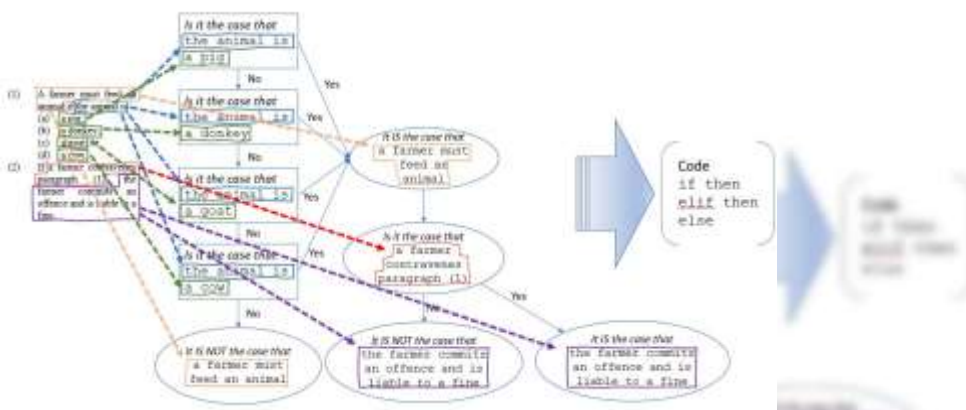 Is it the case that
the animal is
a pig
No
Yes
(1) A farmer must feed an
animal if the animal is
(a) a pig
(b) a donkey
(c) a goat
(d) a cow
(2) If a farmer contravenes
paragraph (1), the
farmer commits an
offence and is liable to a
fine.
Is it the case that
the animal is
a donkey
Yes
No
Is it the case that
the animal is
a goat
Yes
No
Is it the case that
the animal is
a cow
Yes
No
It IS the case that
a farmer must
feed an
animal
Is it the case that
a farmer
contravenes
paragraph (1)
No
Yes
It IS NOT the case that
a farmer must
feed an animal
It IS NOT the case that
the farmer commits
an offence and is
liable to a fine
It IS the case that
the farmer commits
an offence and is
liable to a fine
Code
if then
elif then
else